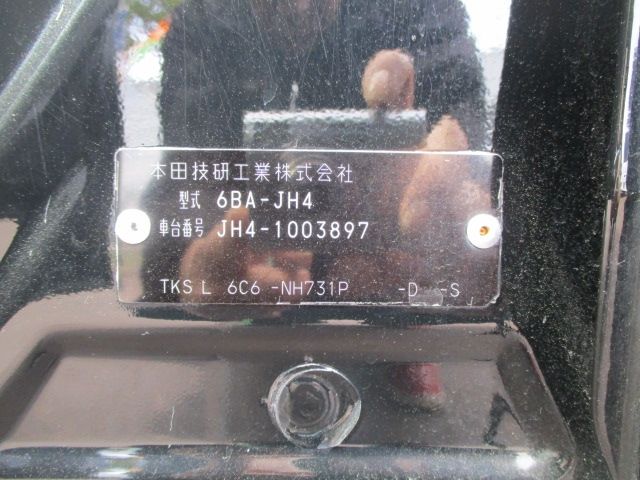 本田技研工業株式会社
型式 6BA-JH4
車台番号 JH4-1003897
TKS L 6C6 -NH731P -D -S